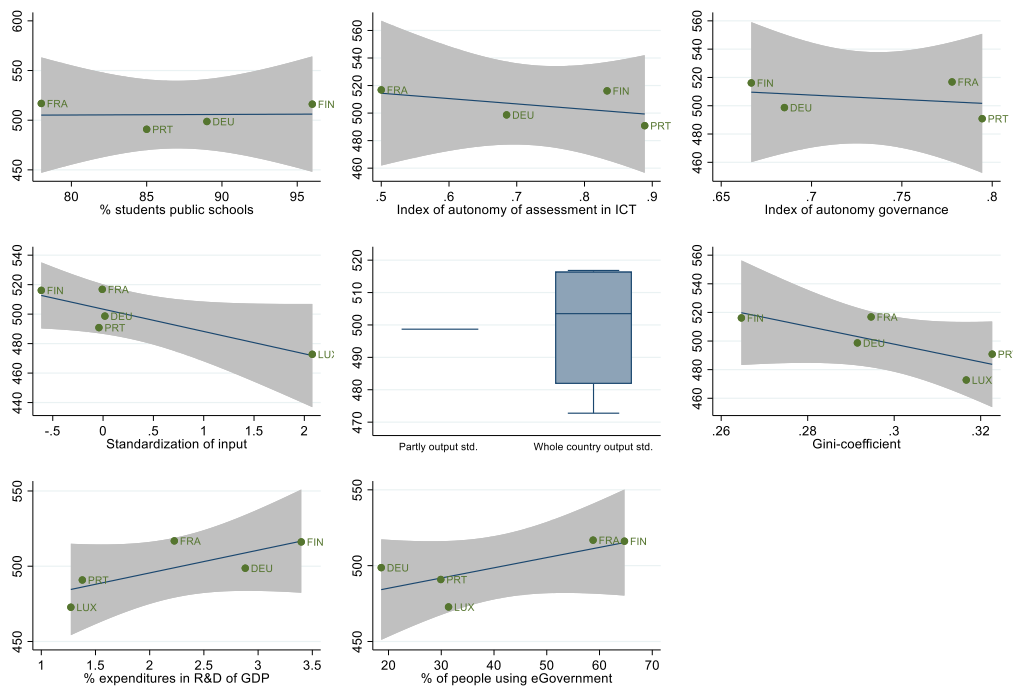 600
550
500
450
FRA
PRT
DEU
FIN
80 85 90 95
% students public schools
560
540
520
500
480
460
FRA
DEU
FIN
PRT
.5 .6 .7 .8 .9
Index of autonomy of assessment in ICT
560
540
520
500
480
460
FIN
DEU
FRA
PRT
.65 .7 .75 .8
Index of autonomy governance
540
520
500
480
460
440
FIN
FRA
DEU
PRT
LU
-.5 0 .5 1 1.5 2
Standardization of input
520
510
500
490
480
470
Partly output std. Whole country output std.
560
540
520
500
480
460
FIN
FRA
DEU
PR
LUX
.26 .28 .3 .32
Gini-coefficient
550
500
450
FRA
FIN
DEU
PRT
LUX
1 1.5 2 2.5 3 3.5
% expenditures in R&D of GDP
550
500
450
FRA
FIN
DEU
PRT
LUX
20 30 40 50 60 70
% of people using eGovernment